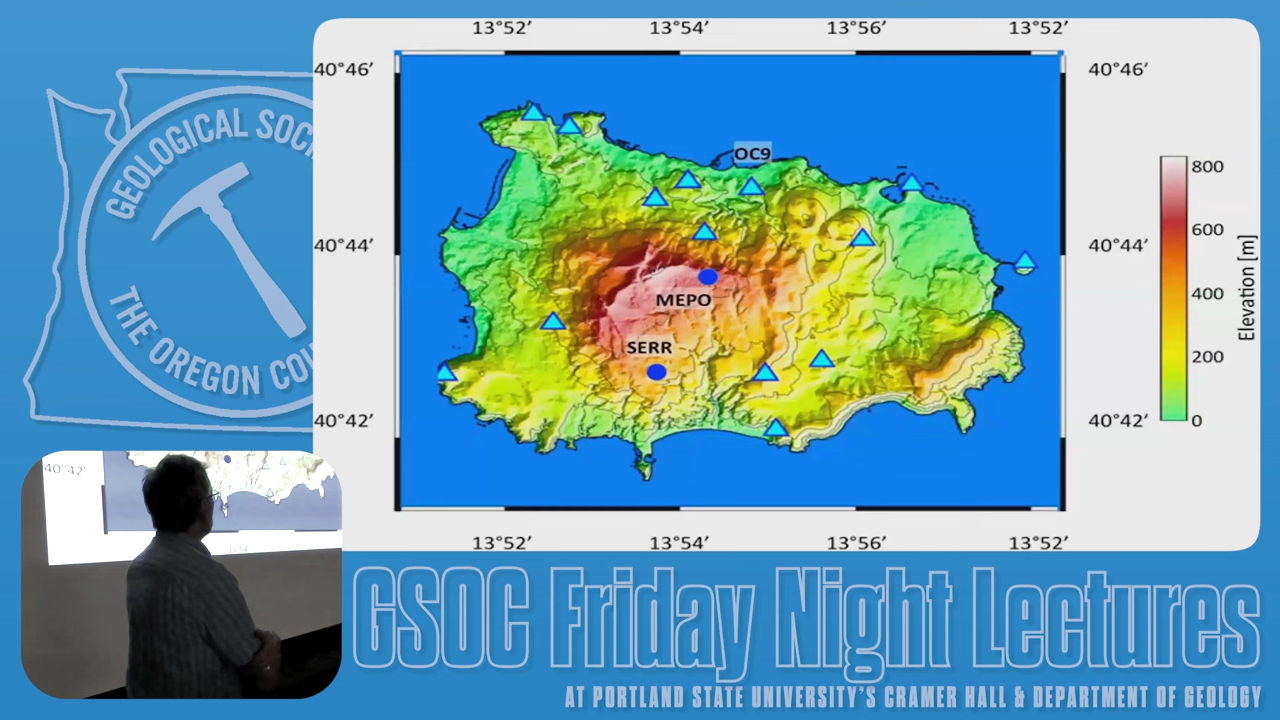 13°52′ 13°54′ 13°56′ 13°52′
40°46′ 40°46′
OC9
800
600
400
200
0
Elevation [m]
40°44′ 40°44′
MEPO
SERR
40°42′ 40°42′
13°52′ 13°54′ 13°56′ 13°52′
GEOLOGICAL SOC
THE OREGON COU
40°42′
GSOC Friday Night Lectures
AT PORTLAND STATE UNIVERSITY'S CRAMER HALL & DEPARTMENT OF GEOLOGY